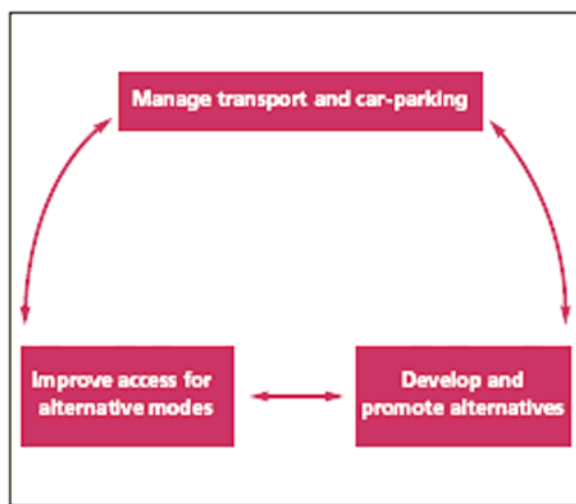 Manage transport and car-parking
Improve access for
alternative modes
Develop and
promote alternatives